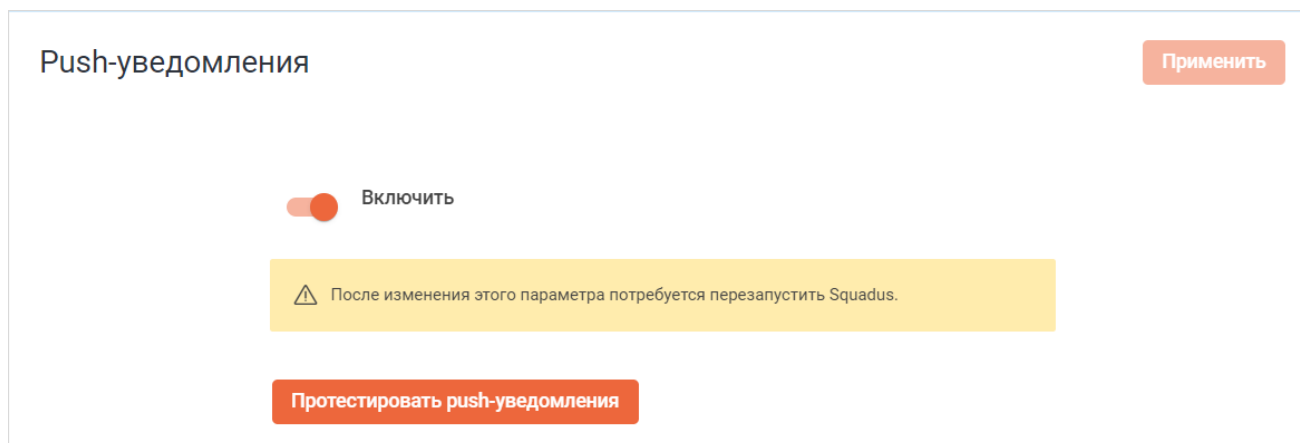 Push-уведомления
Применить
Включить
После изменения этого параметра потребуется перезапустить Squadus.
Протестировать push-уведомления